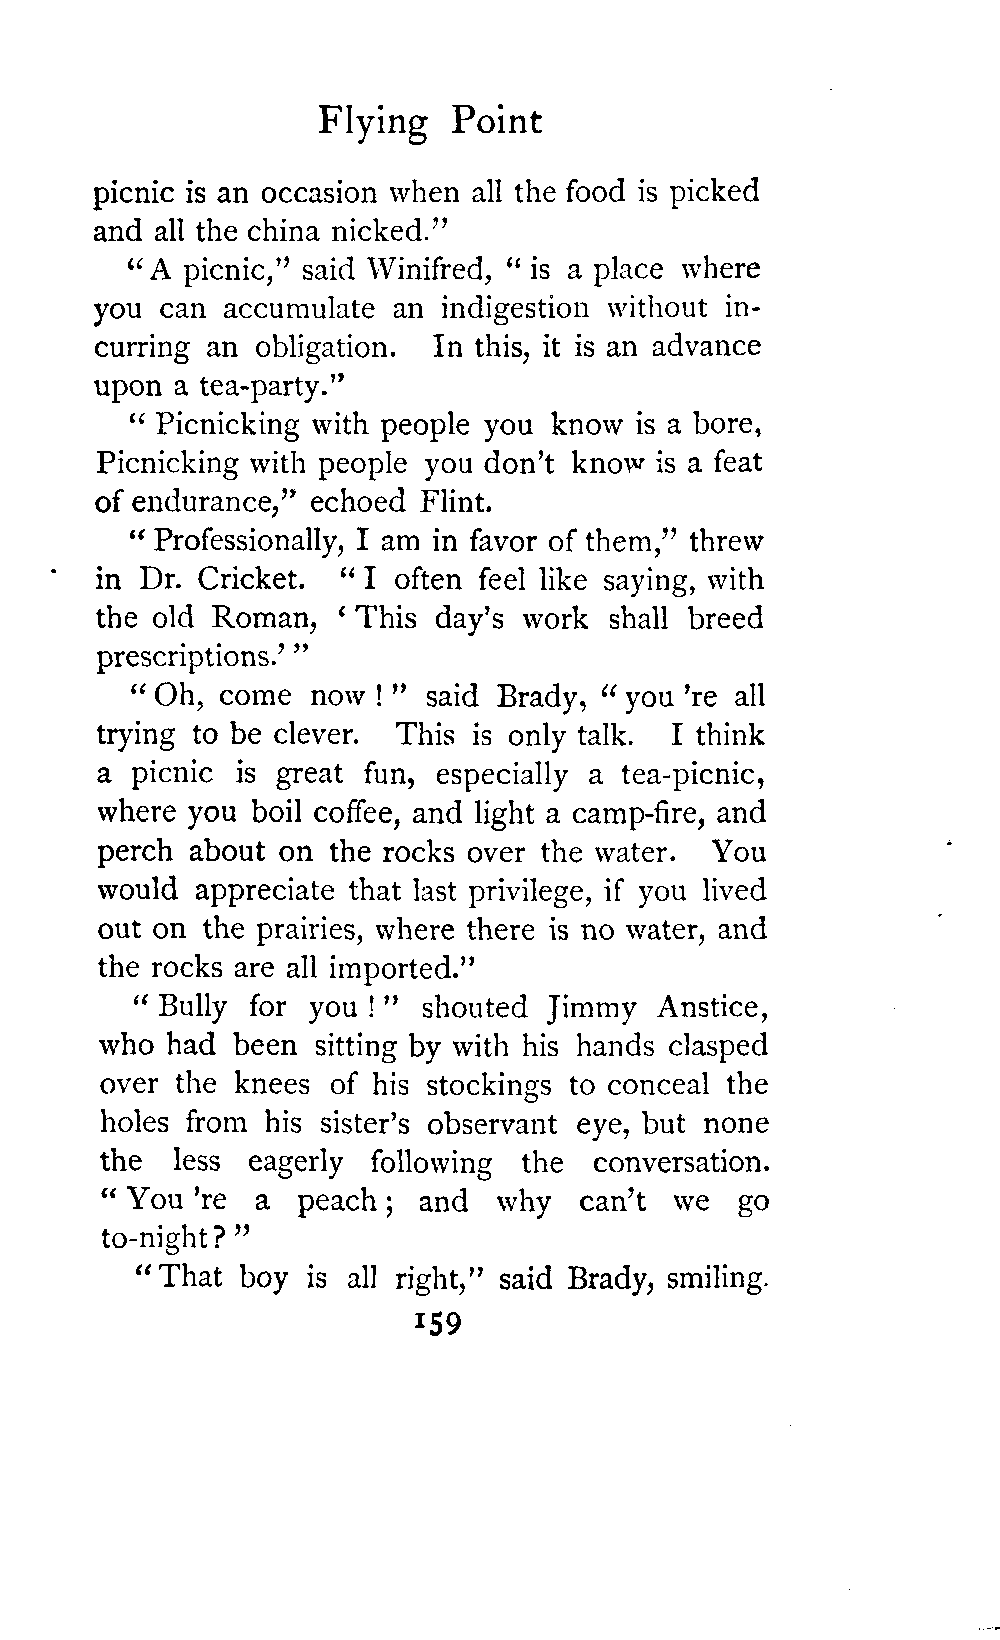 Flying Point
picnic is an occasion when all the food is picked
and all the china nicked."
"A picnic," said Winifred, "is a place where
you can accumulate an indigestion without in-
curring an obligation. In this, it is an advance
upon a tea-party."
"Picnicking with people you know is a bore,
Picnicking with people you don't know is a feat
of endurance," echoed Flint.
"Professionally, I am in favor of them," threw
in Dr. Cricket. "I often feel like saying, with
the old Roman, 'This day's work shall breed
prescriptions.'"
"Oh, come now!" said Brady, "you 're all
trying to be clever. This is only talk. I think
a picnic is great fun, especially a tea-picnic,
where you boil coffee, and light a camp-fire, and
perch about on the rocks over the water. You
would appreciate that last privilege, if you lived
out on the prairies, where there is no water, and
the rocks are all imported."
"Bully for you!" shouted Jimmy Anstice,
who had been sitting by with his hands clasped
over the knees of his stockings to conceal the
holes from his sister's observant eye, but none
the less eagerly following the conversation.
"You 're a peach; and why can't we go
to-night?"
"That boy is all right," said Brady, smiling.
159